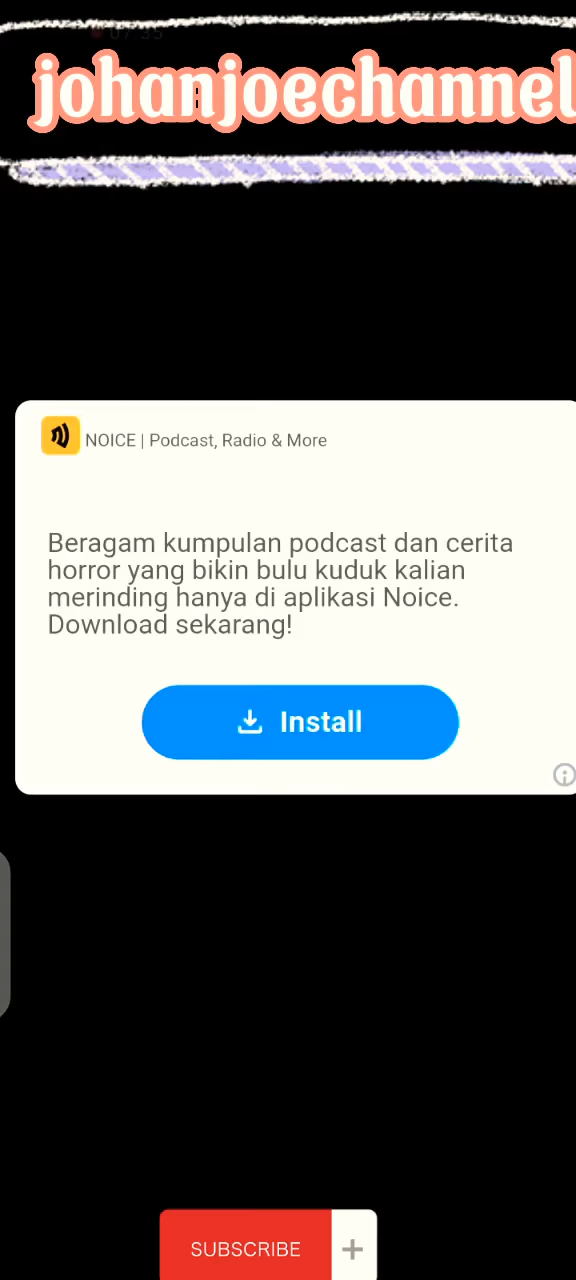 johanjoechannel
NOICE | Podcast, Radio & More
Beragam kumpulan podcast dan cerita
horror yang bikin bulu kuduk kalian
merinding hanya di aplikasi Noice.
Download sekarang!
Install
SUBSCRIBE